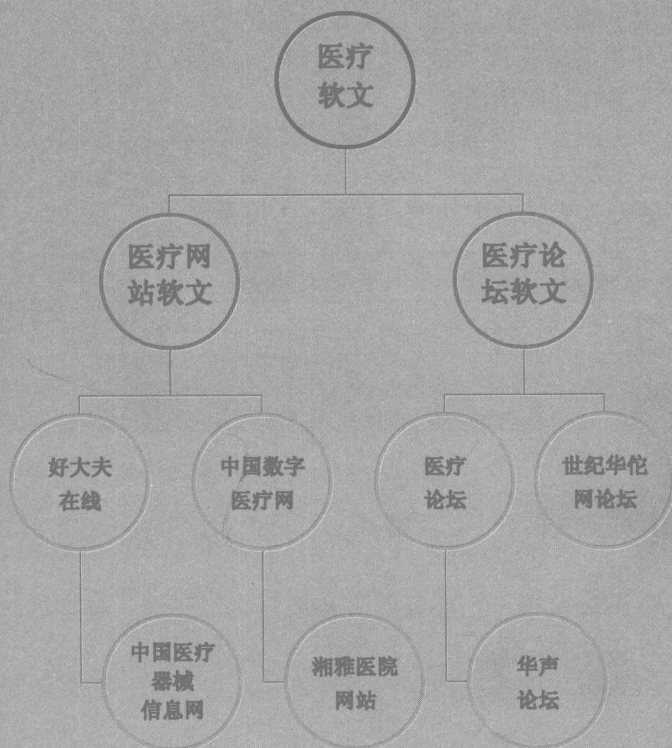 医疗
软文
医疗网
站软文
医疗论
坛软文
好大夫
在线
中国数字
医疗网
医疗
论坛
世纪华佗
网论坛
中国医疗
器械
信息网
湘雅医院
网站
华声
论坛